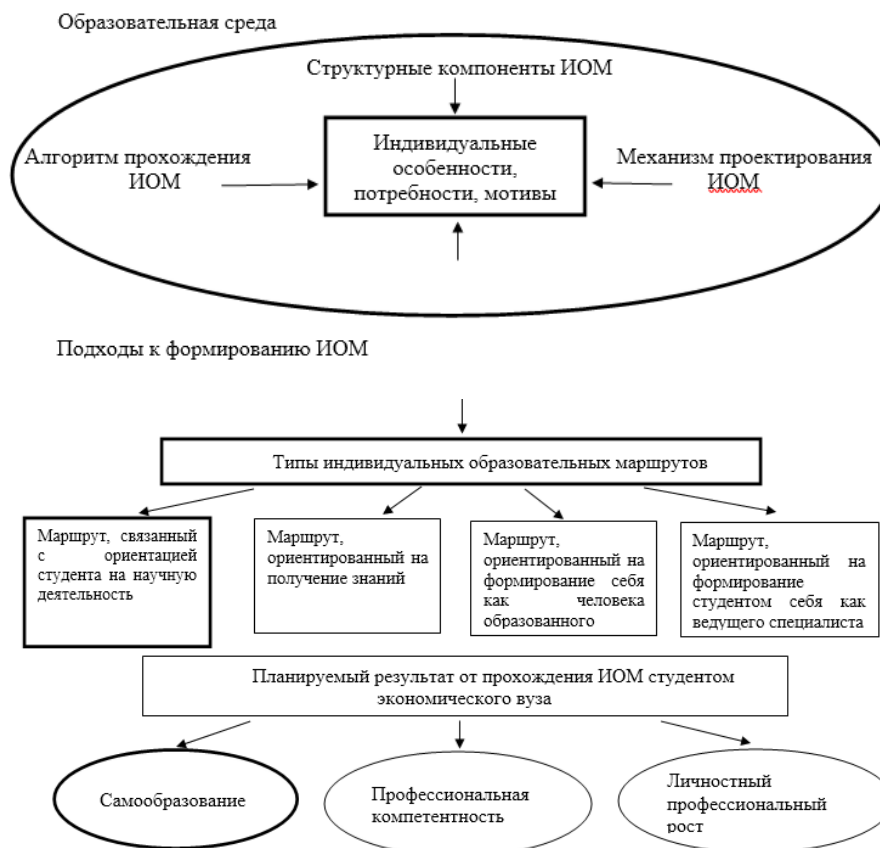 Образовательная среда
Структурные компоненты ИОМ
Алгоритм прохождения
ИОМ
Индивидуальные
особенности,
потребности, мотивы
Механизм проектирования
ИОМ
Подходы к формированию ИОМ
Типы индивидуальных образовательных маршрутов
Маршрут, связанный
с ориентацией
студента на научную
деятельность
Маршрут,
ориентированный на
получение знаний
Маршрут,
ориентированный на
формирование себя
как человека
образованного
Маршрут,
ориентированный на
формирование
студентом себя как
ведущего специалиста
Планируемый результат от прохождения ИОМ студентом
экономического вуза
Самообразование
Профессиональная
компетентность
Личностный
профессиональный
рост